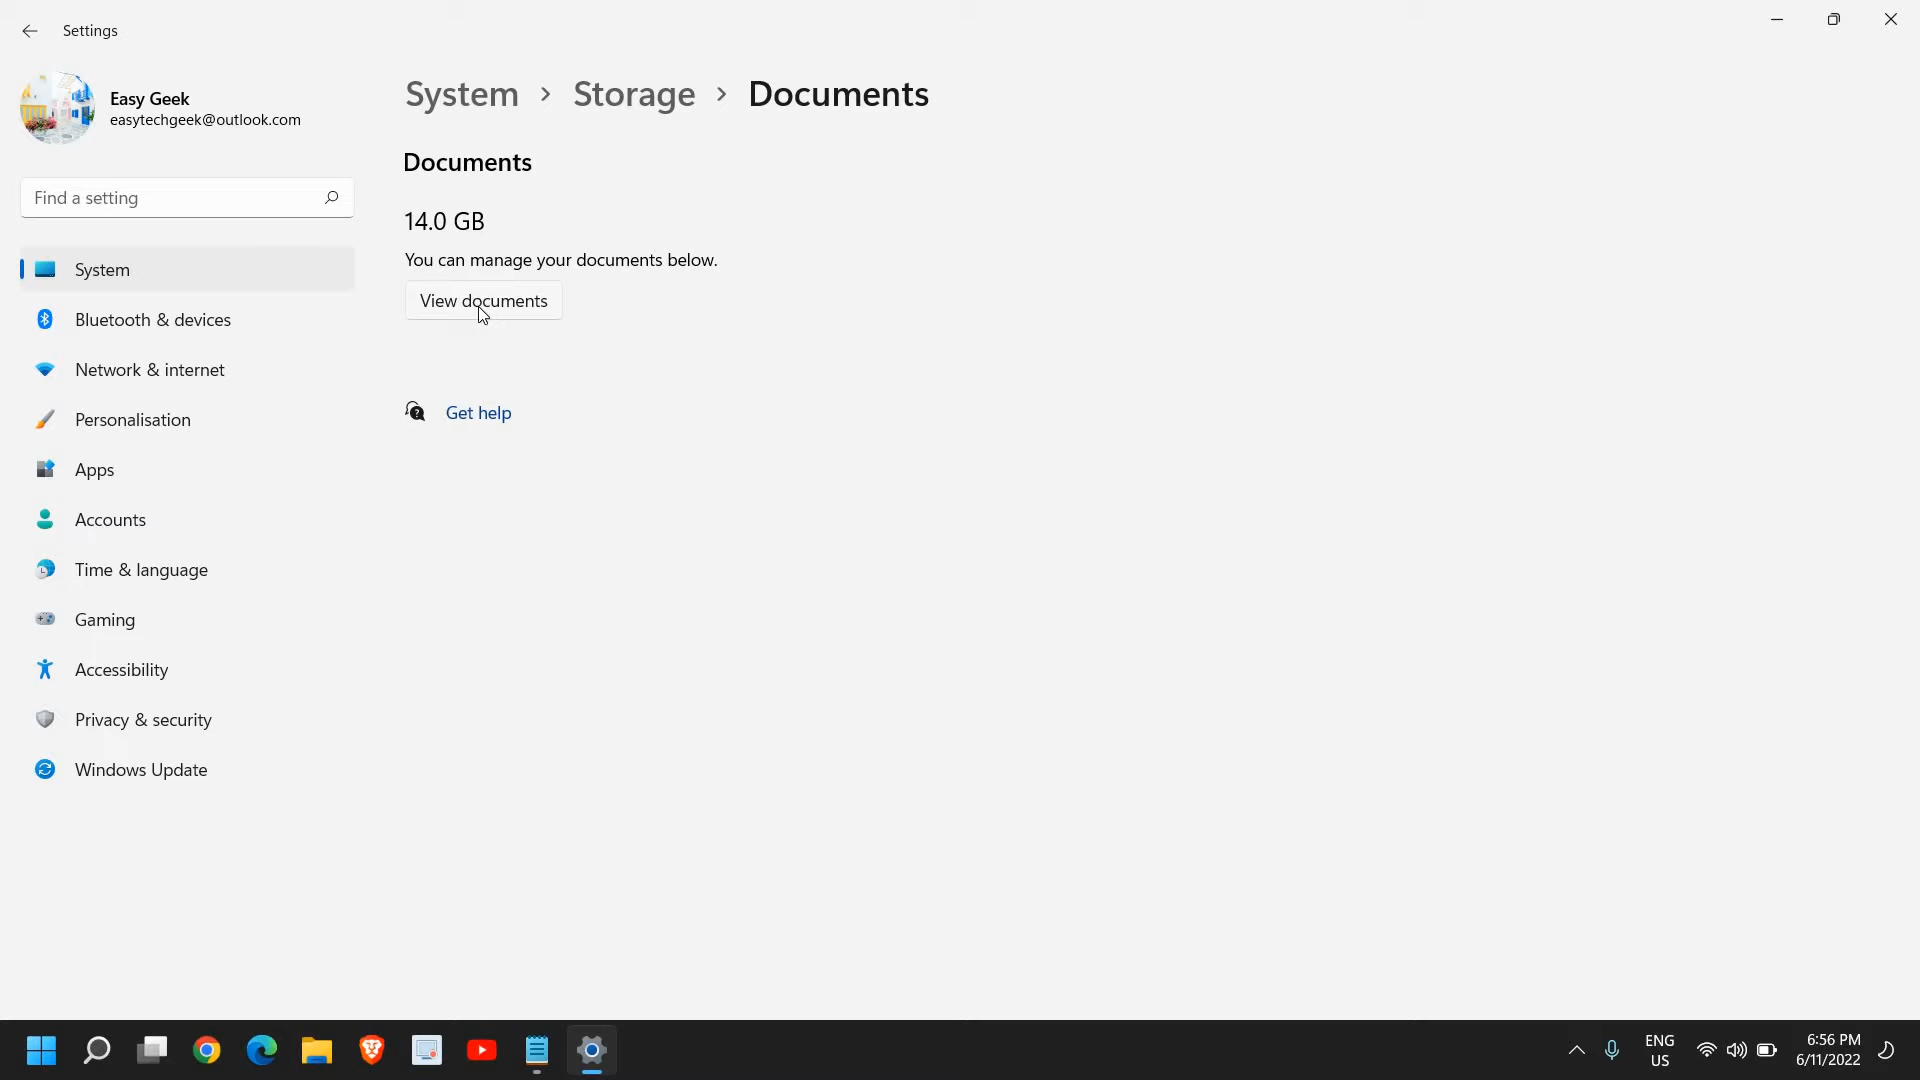 Settings
Easy Geek
easytechgeek@outlook.com
Find a setting
System
Bluetooth & devices
Network & internet
Personalisation
Apps
Accounts
Time & language
Gaming
Accessibility
Privacy & security
Windows Update
System > Storage > Documents
Documents
14.0 GB
You can manage your documents below.
View documents
Get help
ENG
US
6:56 PM
6/11/2022